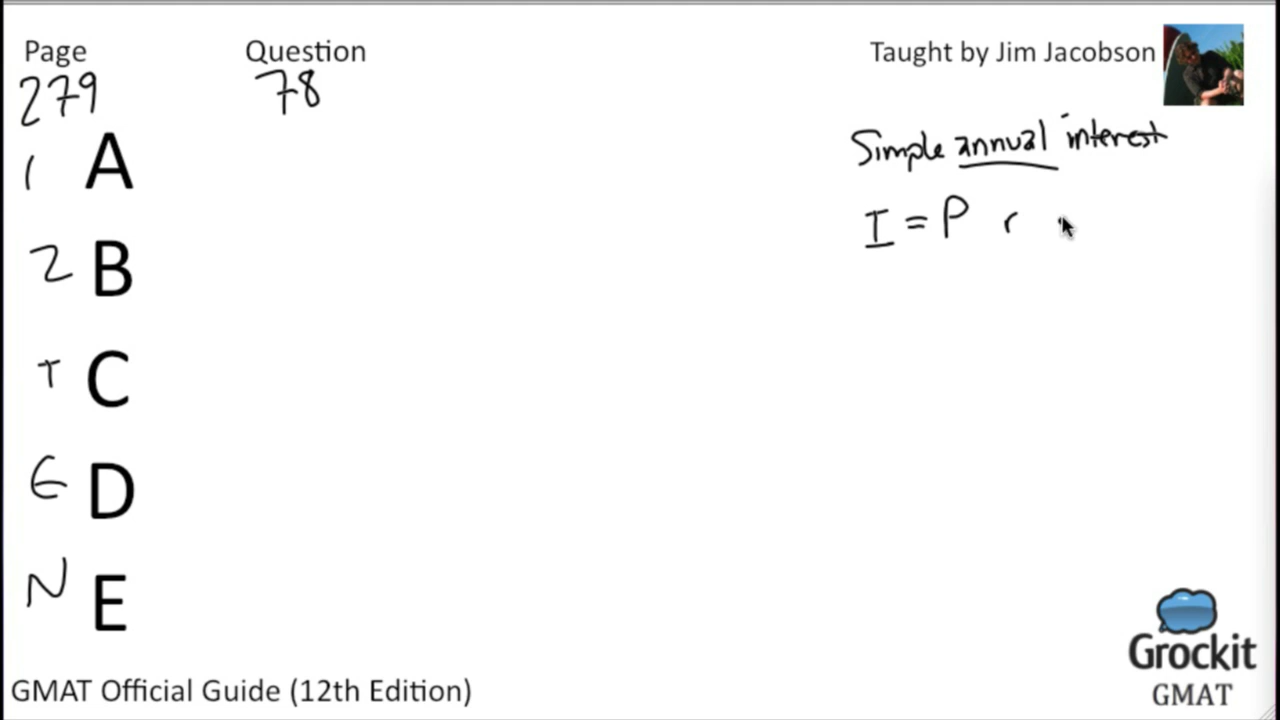 Page Question Taught by Jim Jacobson
279 78
Simple annual interest
1 A
I = P r
2 B
T C
E D
N E
Grockit
GMAT
GMAT Official Guide (12th Edition)